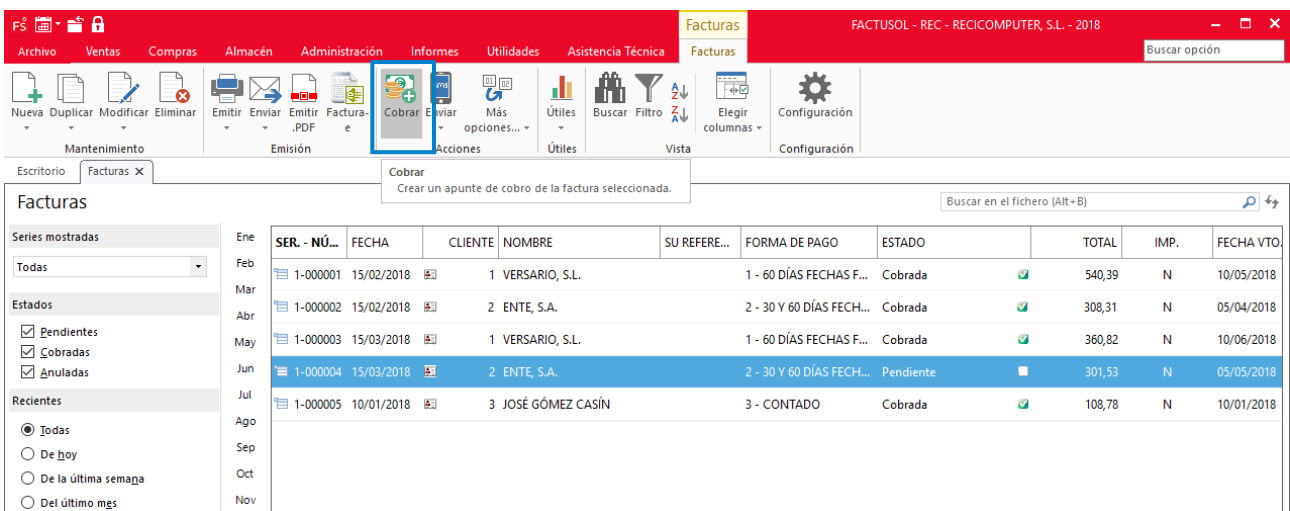 FS Facturas FACTUSOL - REC - RECICOMPUTER, S.L. - 2018
Archivo Ventas Compras Almacén Administración Informes Utilidades Asistencia Técnica Facturas Buscar opción
Nueva Duplicar Modificar Eliminar Emitir Enviar Emitir .PDF Factura-e Cobrar Enviar Más opciones... Útiles Buscar Filtro Elegir columnas Configuración
Mantenimiento Emisión Acciones Útiles Vista Configuración
Escritorio Facturas
Cobrar
Crear un apunte de cobro de la factura seleccionada.
Facturas Buscar en el fichero (Alt+B)
Series mostradas
Todas
Estados
Pendientes
Cobradas
Anuladas
Recientes
Todas
De hoy
De la última semana
Del último mes
Ene
Feb
Mar
Abr
May
Jun
Jul
Ago
Sep
Oct
Nov
SER. - NÚ... FECHA CLIENTE NOMBRE SU REFERE... FORMA DE PAGO ESTADO TOTAL IMP. FECHA VTO.
1-000001 15/02/2018 1 VERSARIO, S.L. 1 - 60 DÍAS FECHAS F... Cobrada 540,39 N 10/05/2018
1-000002 15/02/2018 2 ENTE, S.A. 2 - 30 Y 60 DÍAS FECH... Cobrada 308,31 N 05/04/2018
1-000003 15/03/2018 1 VERSARIO, S.L. 1 - 60 DÍAS FECHAS F... Cobrada 360,82 N 10/06/2018
1-000004 15/03/2018 2 ENTE, S.A. 2 - 30 Y 60 DÍAS FECH... Pendiente 301,53 N 05/05/2018
1-000005 10/01/2018 3 JOSÉ GÓMEZ CASÍN 3 - CONTADO Cobrada 108,78 N 10/01/2018